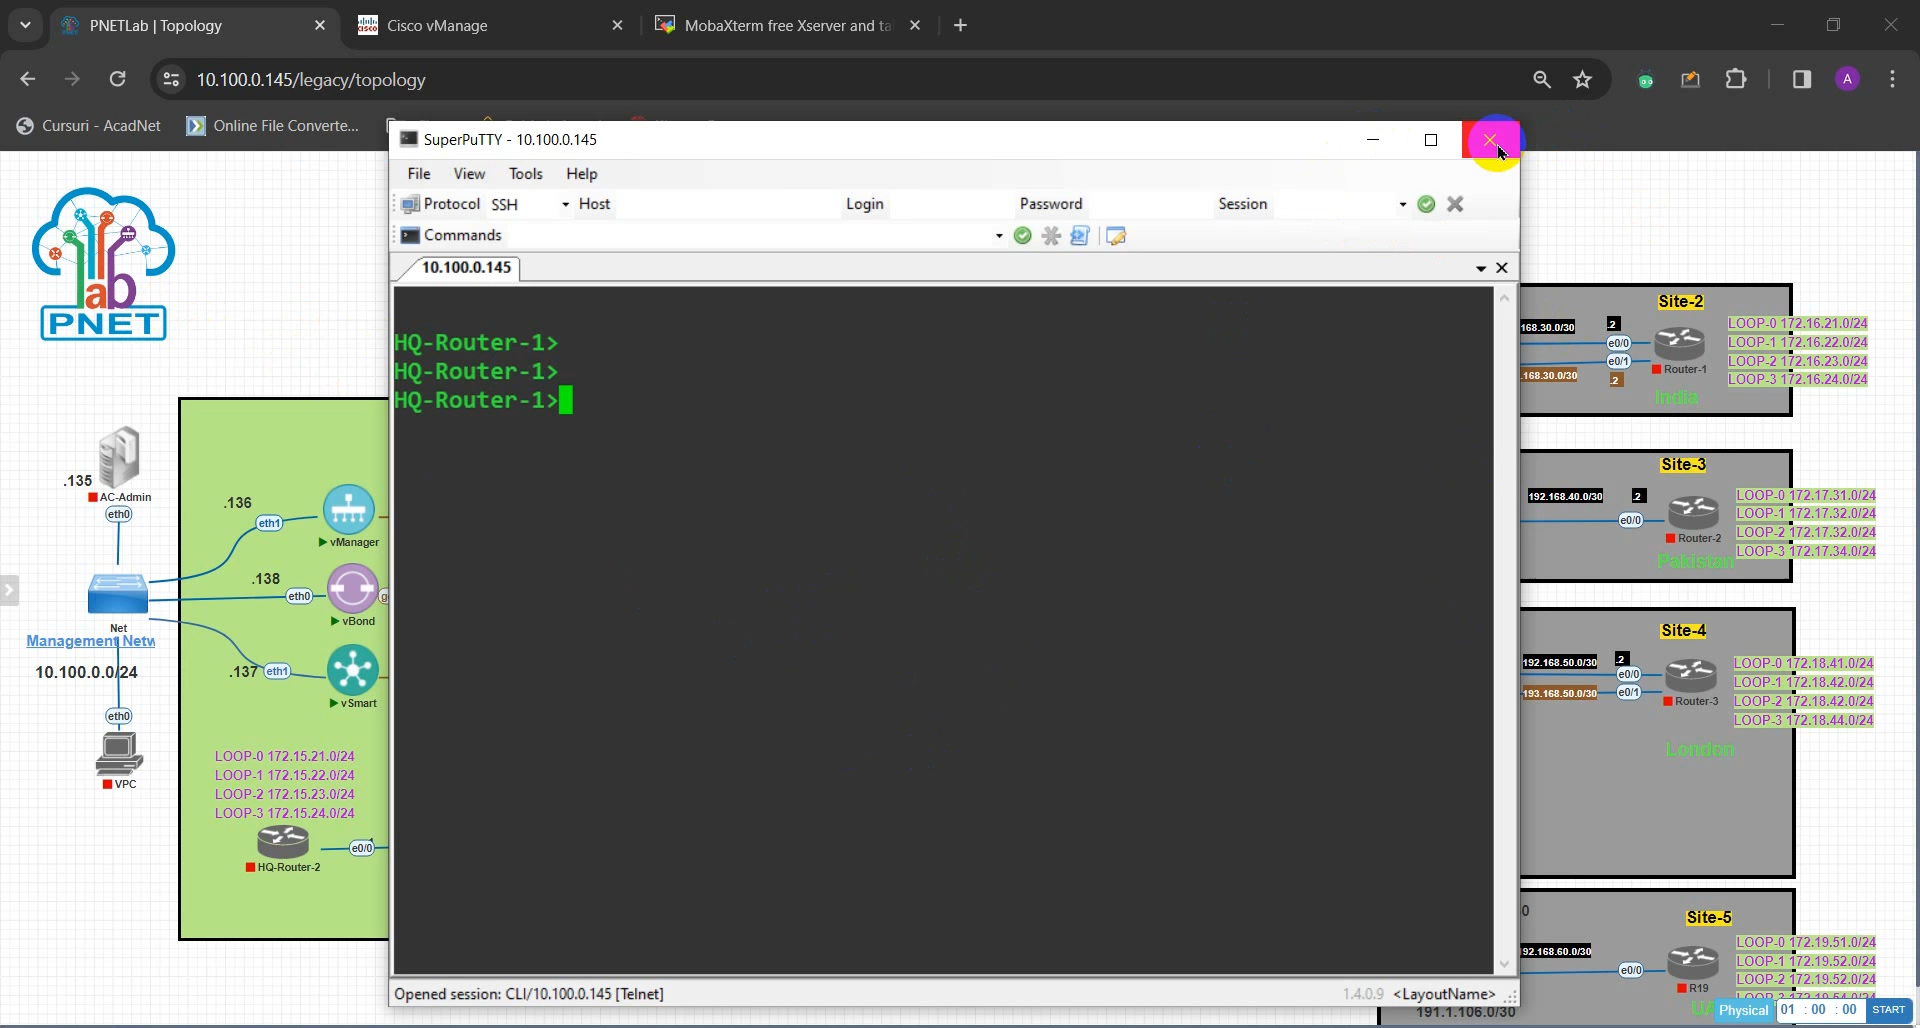 PNETLab | Topology
Cisco vManage
MobaXterm free Xserver and ta
10.100.0.145/legacy/topology
A
Cursuri - AcadNet
Online File Converte...
SuperPuTTY - 10.100.0.145
File View Tools Help
Protocol SSH Host Login Password Session
Commands
10.100.0.145
HQ-Router-1>
HQ-Router-1>
HQ-Router-1>
Opened session: CLI/10.100.0.145 [Telnet]
1.4.0.9 <LayoutName>
lab
PNET
.135
AC-Admin
eth0
Net
Management Netw
10.100.0.0/24
eth0
VPC
.136
eth1
vManager
.138
eth0
vBond
.137
eth1
vSmart
LOOP-0 172.15.21.0/24
LOOP-1 172.15.22.0/24
LOOP-2 172.15.23.0/24
LOOP-3 172.15.24.0/24
e0/0
HQ-Router-2
Site-2
168.30.0/30
.2
e0/0
e0/1
168.30.0/30
.2
Router-1
India
LOOP-0 172.16.21.0/24
LOOP-1 172.16.22.0/24
LOOP-2 172.16.23.0/24
LOOP-3 172.16.24.0/24
Site-3
192.168.40.0/30
.2
e0/0
Router-2
Pakistan
LOOP-0 172.17.31.0/24
LOOP-1 172.17.32.0/24
LOOP-2 172.17.32.0/24
LOOP-3 172.17.34.0/24
Site-4
192.168.50.0/30
.2
e0/0
193.168.50.0/30
e0/1
Router-3
London
LOOP-0 172.18.41.0/24
LOOP-1 172.18.42.0/24
LOOP-2 172.18.42.0/24
LOOP-3 172.18.44.0/24
0
Site-5
92.168.60.0/30
e0/0
R19
LOOP-0 172.19.51.0/24
LOOP-1 172.19.52.0/24
LOOP-2 172.19.52.0/24
191.1.106.0/30
Physical 01 : 00 : 00 START